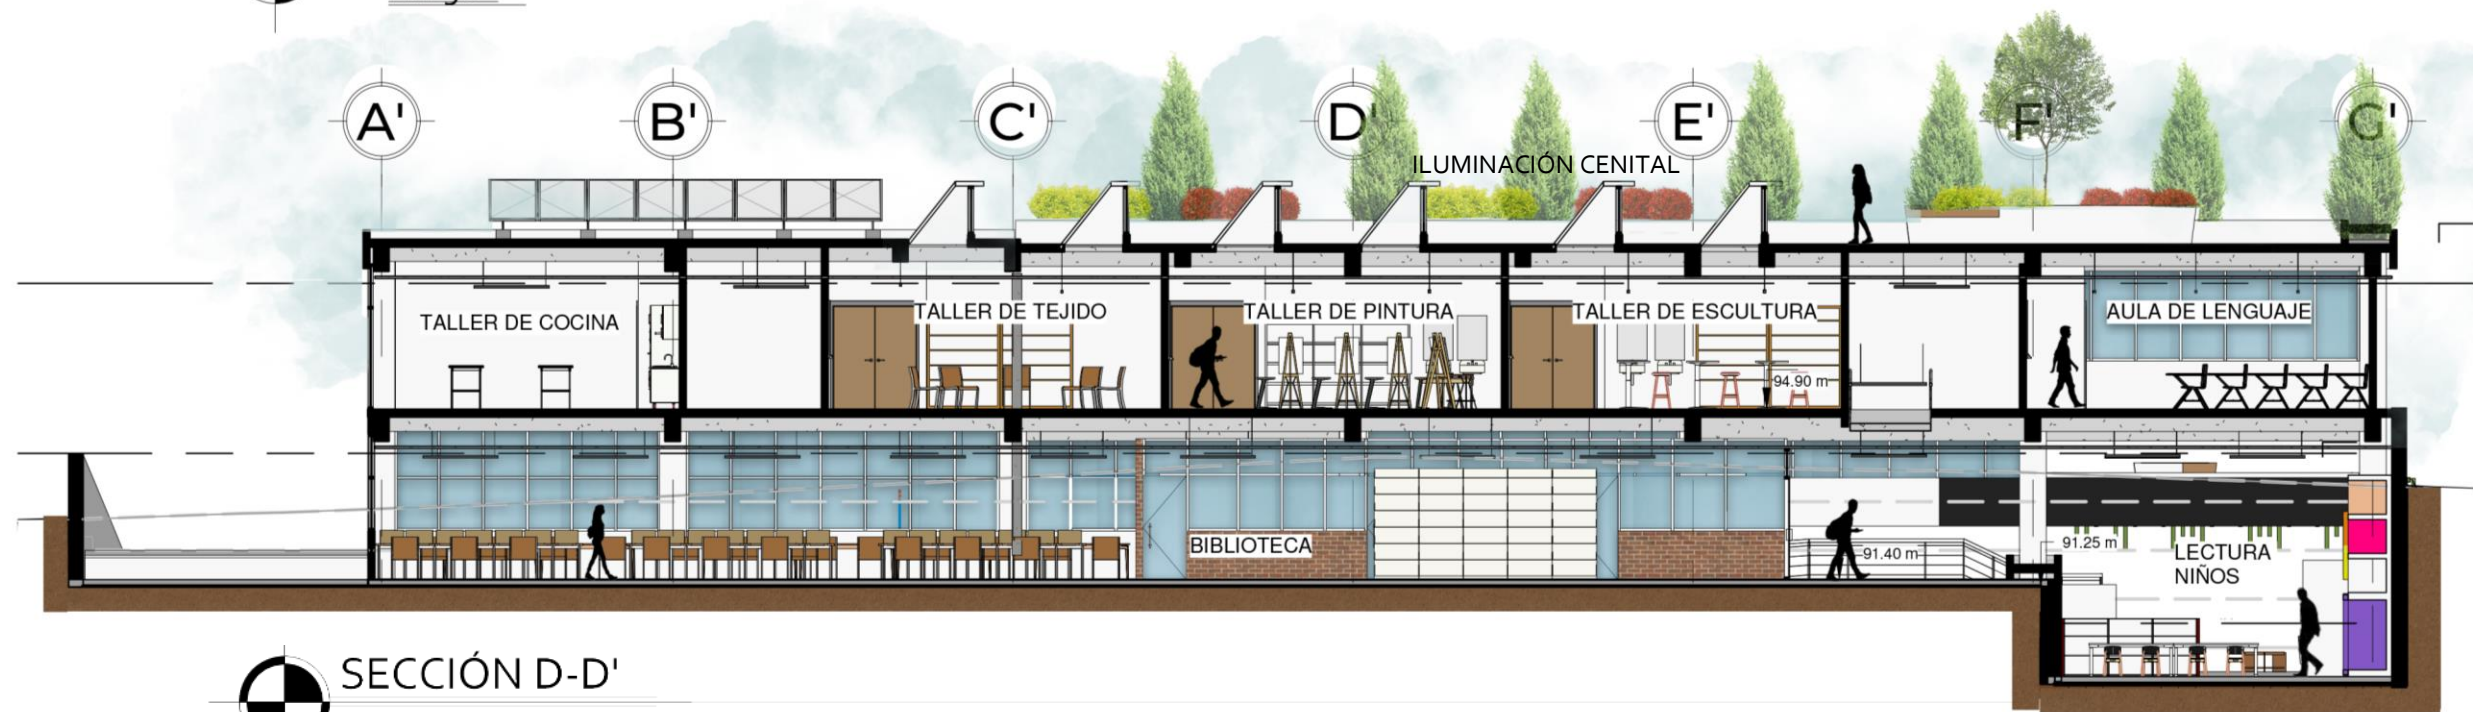 A'
B'
C'
D'
E'
F'
G'
ILUMINACIÓN CENITAL
TALLER DE COCINA
TALLER DE TEJIDO
TALLER DE PINTURA
TALLER DE ESCULTURA
AULA DE LENGUAJE
94.90 m
BIBLIOTECA
91.40 m
91.25 m
LECTURA
NIÑOS
SECCIÓN D-D'